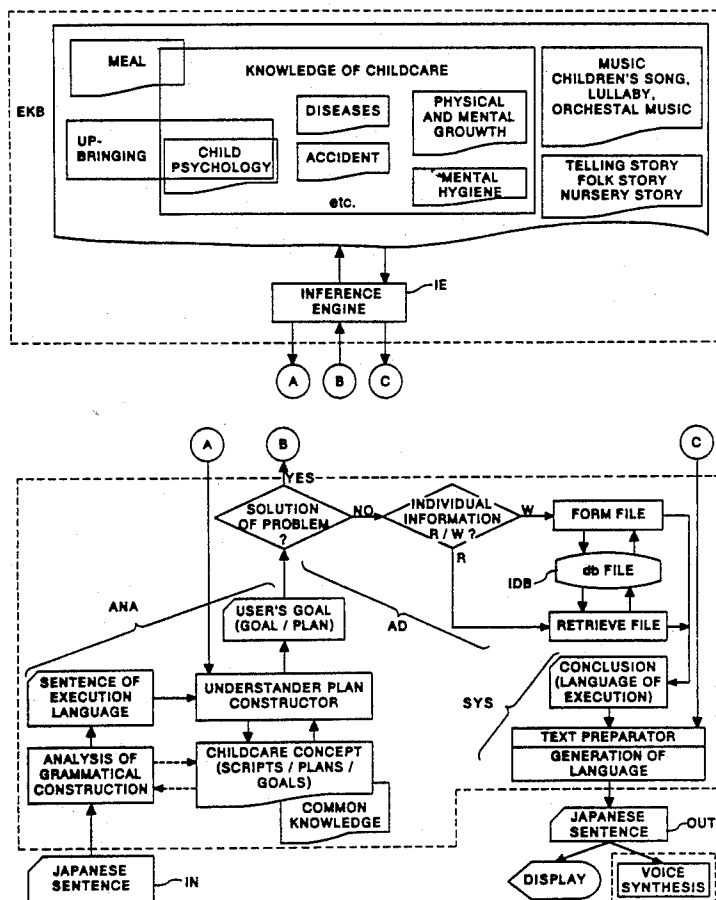 EKB
MEAL
KNOWLEDGE OF CHILDCARE
UP-
BRINGING
CHILD
PSYCHOLOGY
DISEASES
ACCIDENT
etc.
PHYSICAL
AND MENTAL
GROUWTH
MENTAL
HYGIENE
MUSIC
CHILDREN'S SONG,
LULLABY,
ORCHESTAL MUSIC
TELLING STORY
FOLK STORY
NURSERY STORY
INFERENCE
ENGINE
IE
A
B
C
A
B
C
YES
SOLUTION
OF PROBLEM
?
NO
INDIVIDUAL
INFORMATION
R / W ?
W
R
FORM FILE
IDB
db FILE
RETRIEVE FILE
ANA
USER'S GOAL
(GOAL / PLAN)
AD
SENTENCE OF
EXECUTION
LANGUAGE
UNDERSTANDER PLAN
CONSTRUCTOR
SYS
CONCLUSION
(LANGUAGE OF
EXECUTION)
ANALYSIS OF
GRAMMATICAL
CONSTRUCTION
CHILDCARE CONCEPT
(SCRIPTS / PLANS /
GOALS)
COMMON
KNOWLEDGE
TEXT PREPARATOR
GENERATION OF
LANGUAGE
JAPANESE
SENTENCE
IN
JAPANESE
SENTENCE
OUT
DISPLAY
VOICE
SYNTHESIS